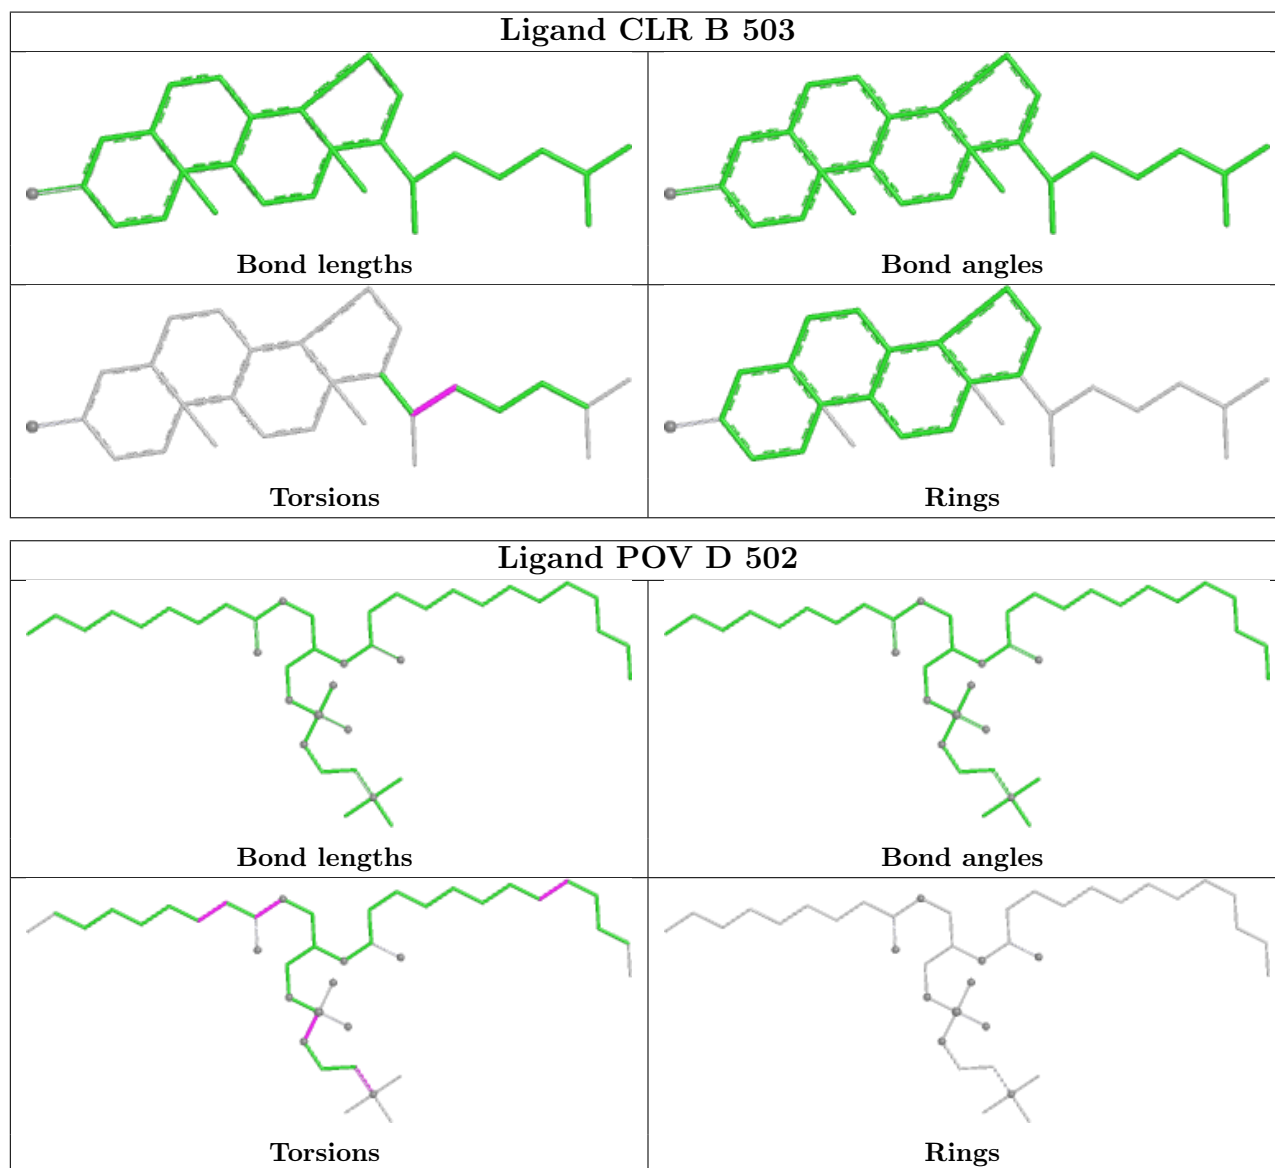 Ligand CLR B 503
Bond lengths
Bond angles
Torsions
Rings
Ligand POV D 502
Bond lengths
Bond angles
Torsions
Rings